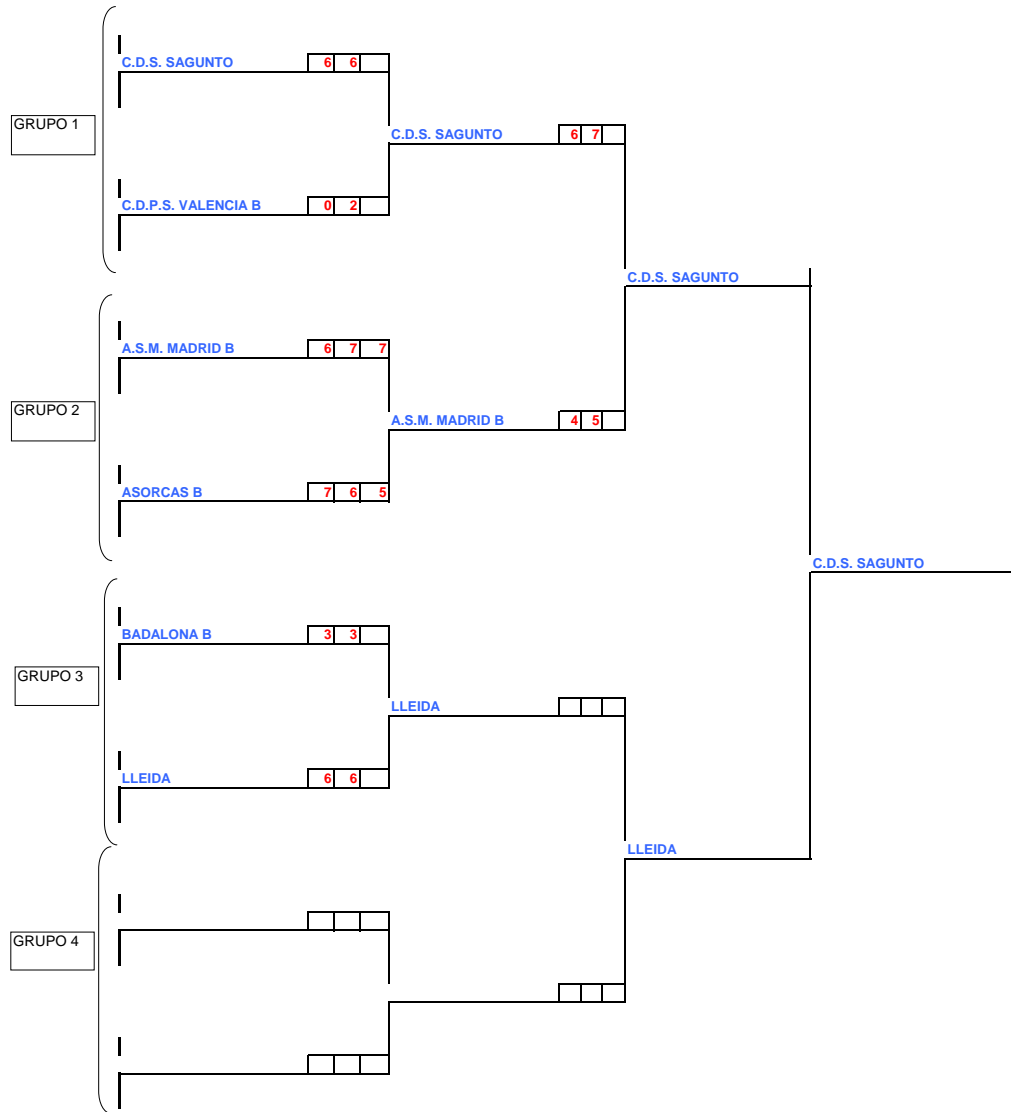 C.D.S. SAGUNTO 6 6
GRUPO 1
C.D.S. SAGUNTO 6 7
C.D.P.S. VALENCIA B 0 2
C.D.S. SAGUNTO
A.S.M. MADRID B 6 7 7
GRUPO 2
A.S.M. MADRID B 4 5
ASORCAS B 7 6 5
C.D.S. SAGUNTO
BADALONA B 3 3
GRUPO 3
LLEIDA
LLEIDA 6 6
LLEIDA
GRUPO 4